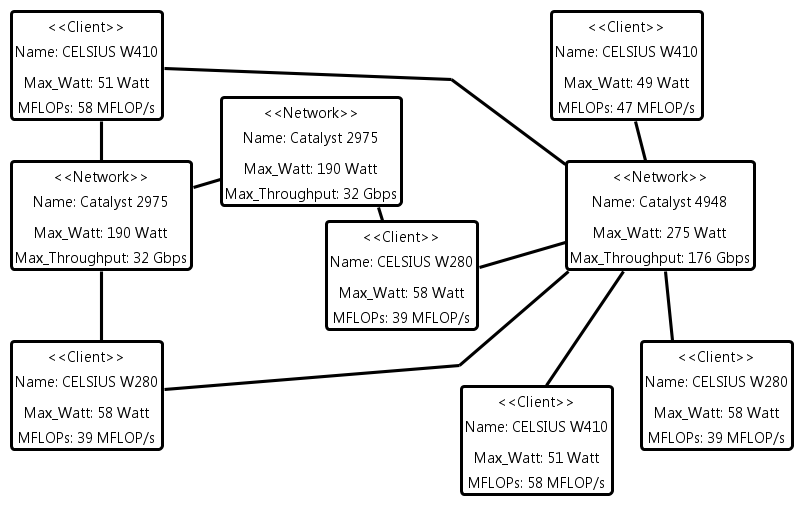 <<Client>>
Name: CELSIUS W410
Max_Watt: 51 Watt
MFLOPs: 58 MFLOP/s
<<Client>>
Name: CELSIUS W410
Max_Watt: 49 Watt
MFLOPs: 47 MFLOP/s
<<Network>>
Name: Catalyst 2975
Max_Watt: 190 Watt
Max_Throughput: 32 Gbps
<<Network>>
Name: Catalyst 2975
Max_Watt: 190 Watt
Max_Throughput: 32 Gbps
<<Network>>
Name: Catalyst 4948
Max_Watt: 275 Watt
Max_Throughput: 176 Gbps
<<Client>>
Name: CELSIUS W280
Max_Watt: 58 Watt
MFLOPs: 39 MFLOP/s
<<Client>>
Name: CELSIUS W280
Max_Watt: 58 Watt
MFLOPs: 39 MFLOP/s
<<Client>>
Name: CELSIUS W410
Max_Watt: 51 Watt
MFLOPs: 58 MFLOP/s
<<Client>>
Name: CELSIUS W280
Max_Watt: 58 Watt
MFLOPs: 39 MFLOP/s